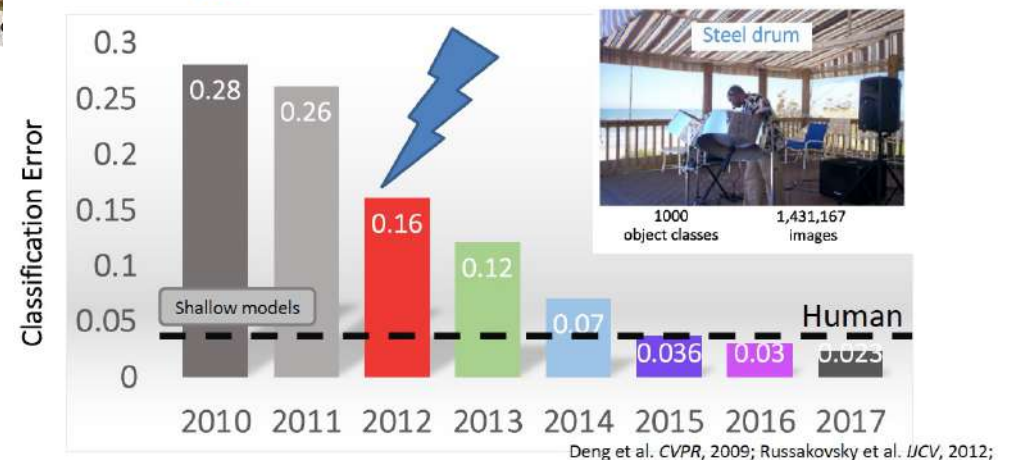 Classification Error
0.3
0.25
0.2
0.15
0.1
0.05
0
0.28
0.26
0.16
0.12
0.07
0.036
0.03
0.023
Shallow models
Human
Steel drum
1000
object classes
1,431,167
images
2010 2011 2012 2013 2014 2015 2016 2017
Deng et al. CVPR, 2009; Russakovsky et al. IJCV, 2012;